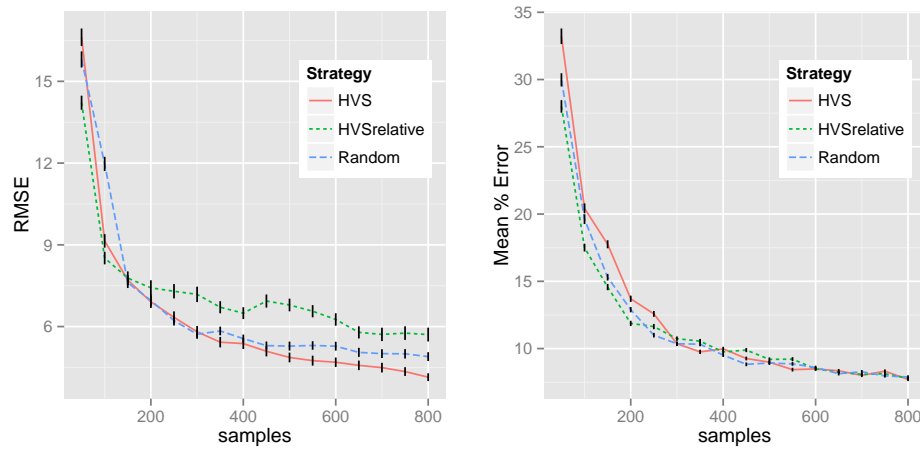 RMSE
15
12
9
6
Strategy
HVS
HVSrelative
Random
200
400
600
800
samples
Mean % Error
35
30
25
20
15
10
Strategy
HVS
HVSrelative
Random
200
400
600
800
samples